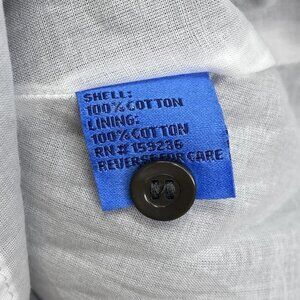 SHELL:
100% COTTON
LINING:
100% COTTON
RN # 159236
REVERSE FOR CARE